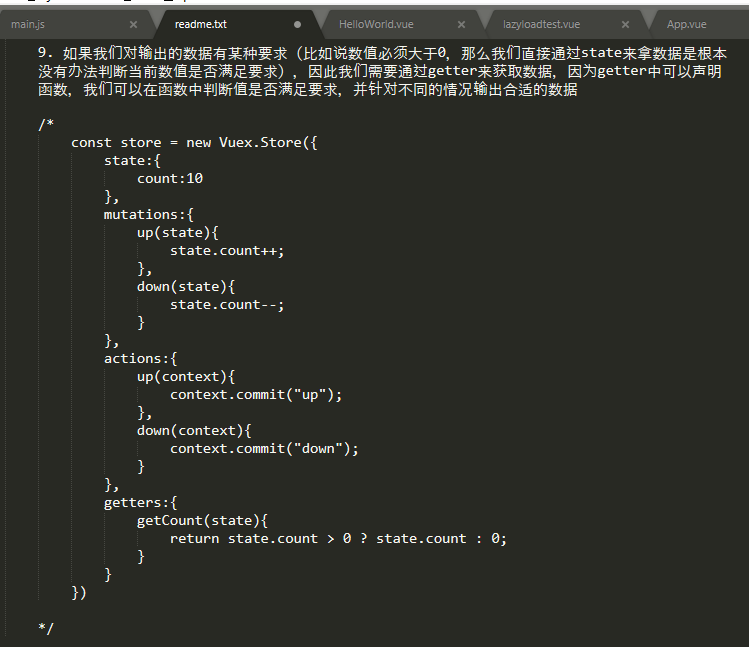 main.js × readme.txt HelloWorld.vue × lazyloadtest.vue × App.vue
9. 如果我们对输出的数据有某种要求（比如说数值必须大于0，那么我们直接通过state来拿数据是根本
没有办法判断当前数值是否满足要求），因此我们需要通过getter来获取数据，因为getter中可以声明
函数，我们可以在函数中判断值是否满足要求，并针对不同的情况输出合适的数据
/*
const store = new Vuex.Store({
state:{
count:10
},
mutations:{
up(state){
state.count++;
},
down(state){
state.count--;
}
},
actions:{
up(context){
context.commit("up");
},
down(context){
context.commit("down");
}
},
getters:{
getCount(state){
return state.count > 0 ? state.count : 0;
}
}
})
*/